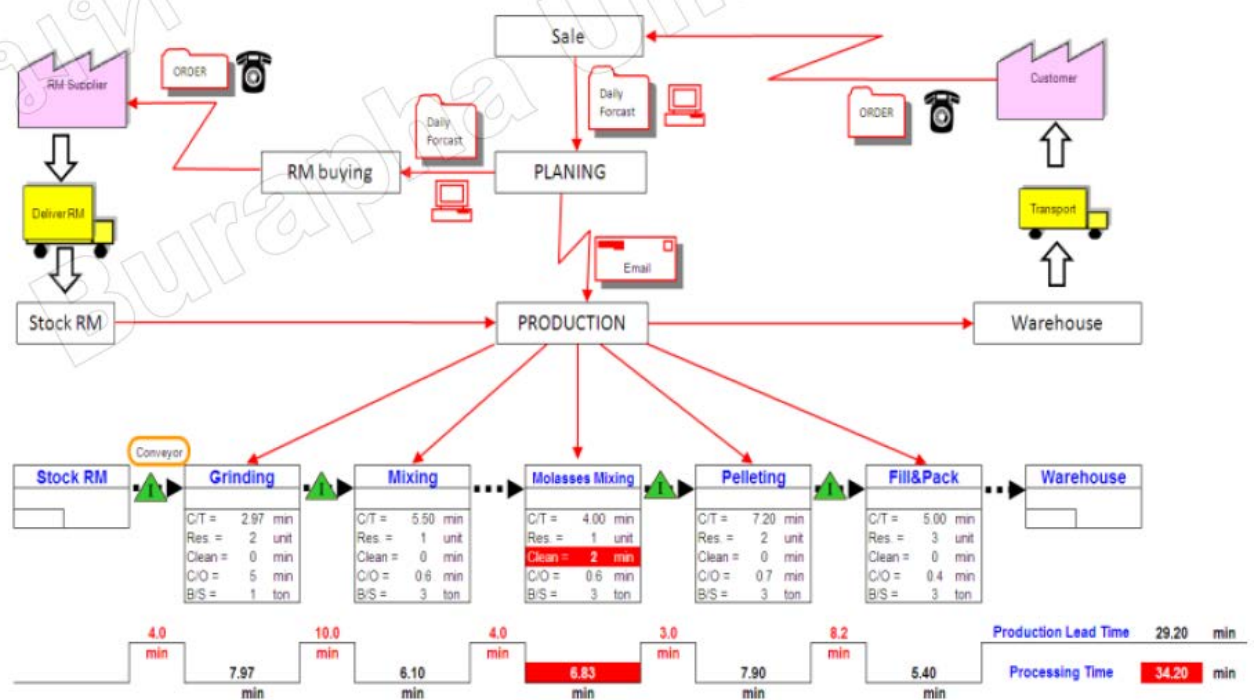 Burapha Un
Sale
RM Supplier
ORDER
Daily
Forcast
Daily
Forcast
ORDER
Customer
RM buying
PLANING
Deliver RM
Transport
Email
Stock RM
PRODUCTION
Warehouse
Conveyor
Stock RM
I
Grinding
I
Mixing
Molasses Mixing
I
Pelleting
I
Fill&Pack
Warehouse
C/T = 2.97 min
Res. = 2 unit
Clean = 0 min
C/O = 5 min
B/S = 1 ton
C/T = 5.50 min
Res. = 1 unit
Clean = 0 min
C/O = 0.6 min
B/S = 3 ton
C/T = 4.00 min
Res. = 1 unit
Clean = 2 min
C/O = 0.6 min
B/S = 3 ton
C/T = 7.20 min
Res. = 2 unit
Clean = 0 min
C/O = 0.7 min
B/S = 3 ton
C/T = 5.00 min
Res. = 3 unit
Clean = 0 min
C/O = 0.4 min
B/S = 3 ton
4.0
min
10.0
min
4.0
min
3.0
min
8.2
min
Production Lead Time 29.20 min
7.97
min
6.10
min
6.83
min
7.90
min
5.40
min
Processing Time 34.20 min